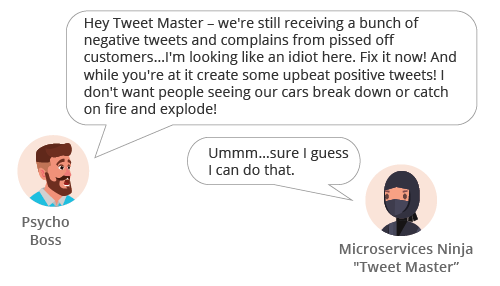 Hey Tweet Master – we're still receiving a bunch of
negative tweets and complains from pissed off
customers...I'm looking like an idiot here. Fix it now! And
while you're at it create some upbeat positive tweets! I
don't want people seeing our cars break down or catch
on fire and explode!
Ummm...sure I guess
I can do that.
Psycho
Boss
Microservices Ninja
"Tweet Master”